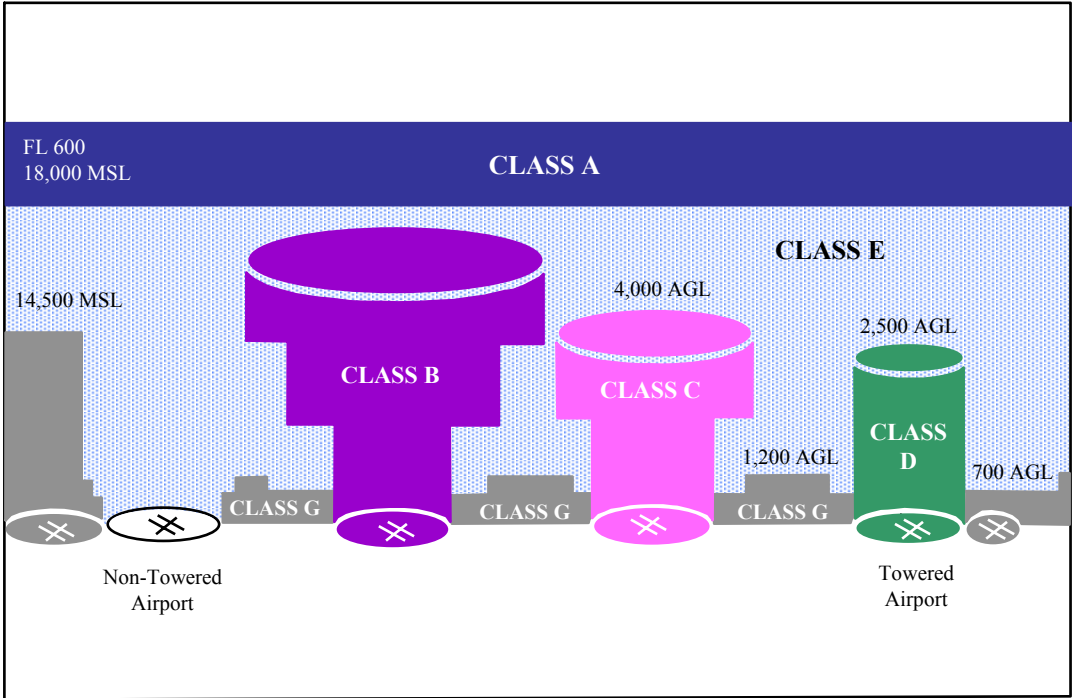 FL 600
18,000 MSL
CLASS A
CLASS E
14,500 MSL
4,000 AGL
2,500 AGL
CLASS B
CLASS C
CLASS
D
1,200 AGL
700 AGL
CLASS G
CLASS G
CLASS G
Non-Towered
Airport
Towered
Airport